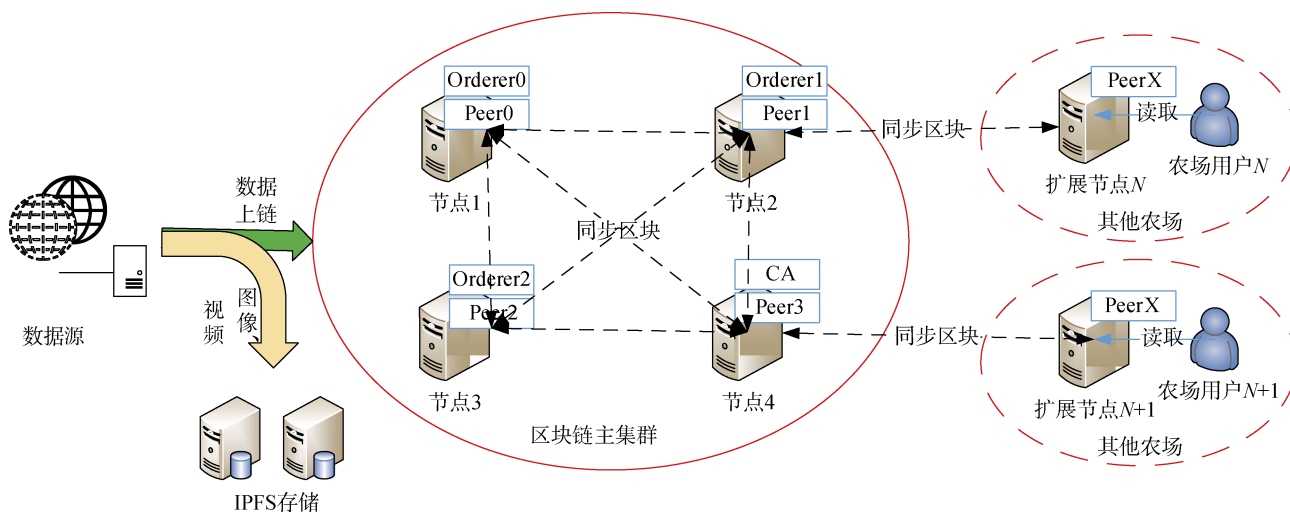 数据源
数据
上链
视频
图像
IPFS存储
Orderer0
Peer0
节点1
Orderer1
Peer1
节点2
同步区块
Orderer2
Peer2
节点3
CA
Peer3
节点4
区块链主集群
同步区块
PeerX
读取
扩展节点N
农场用户N
其他农场
同步区块
PeerX
读取
扩展节点N+1
农场用户N+1
其他农场